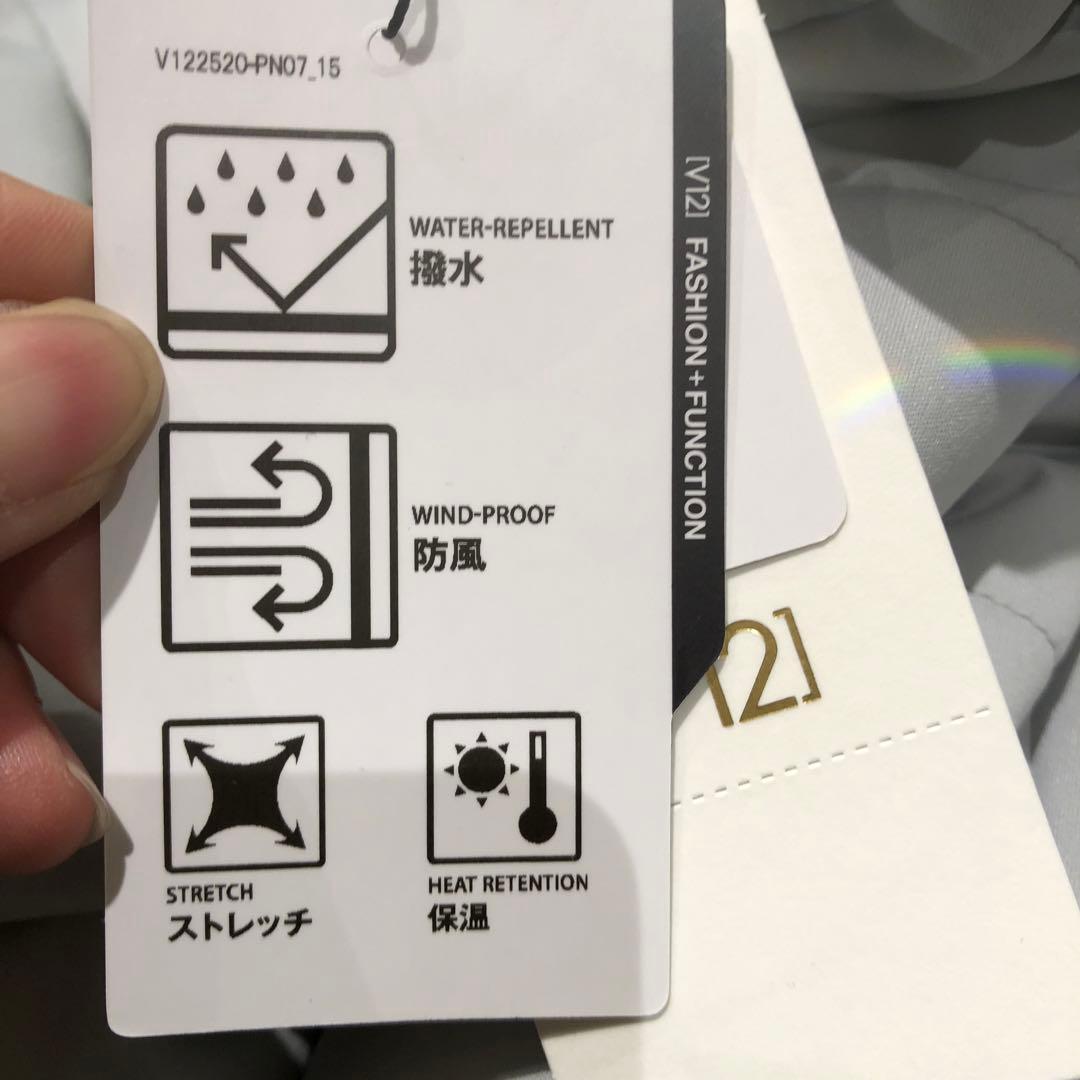 V122520-PN07_15
WATER-REPELLENT
撥水
WIND-PROOF
防風
STRETCH
ストレッチ
HEAT RETENTION
保温
[V12] FASHION+FUNCTION
12]